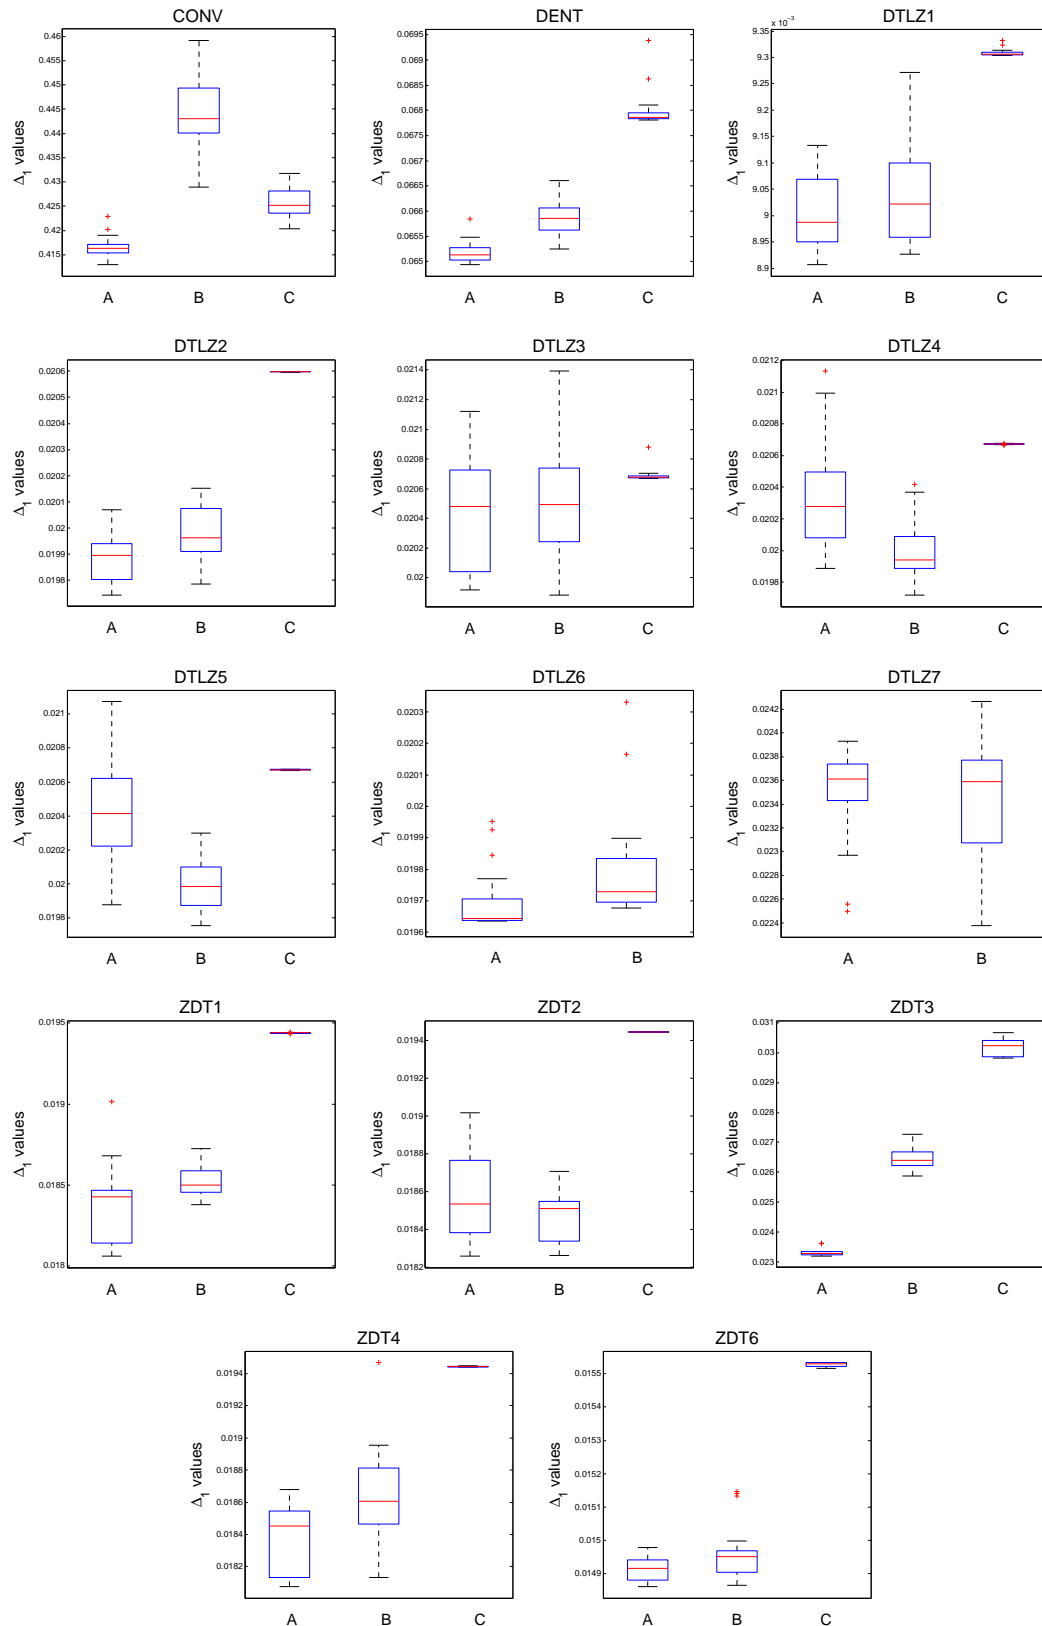 CONV
0.46
0.455
0.45
0.445
0.44
0.435
0.43
0.425
0.42
0.415
Δ1 values
A B C
DENT
0.0695
0.069
0.0685
0.068
0.0675
0.067
0.0665
0.066
0.0655
0.065
Δ1 values
A B C
DTLZ1
x 10−3
9.35
9.3
9.25
9.2
9.15
9.1
9.05
9
8.95
8.9
Δ1 values
A B C
DTLZ2
0.0206
0.0205
0.0204
0.0203
0.0202
0.0201
0.02
0.0199
0.0198
Δ1 values
A B C
DTLZ3
0.0214
0.0212
0.021
0.0208
0.0206
0.0204
0.0202
0.02
Δ1 values
A B C
DTLZ4
0.0212
0.021
0.0208
0.0206
0.0204
0.0202
0.02
0.0198
Δ1 values
A B C
DTLZ5
0.021
0.0208
0.0206
0.0204
0.0202
0.02
0.0198
Δ1 values
A B C
DTLZ6
0.0203
0.0202
0.0201
0.02
0.0199
0.0198
0.0197
0.0196
Δ1 values
A B
DTLZ7
0.0242
0.024
0.0238
0.0236
0.0234
0.0232
0.023
0.0228
0.0226
0.0224
Δ1 values
A B
ZDT1
0.0195
0.019
0.0185
0.018
Δ1 values
A B C
ZDT2
0.0194
0.0192
0.019
0.0188
0.0186
0.0184
0.0182
Δ1 values
A B C
ZDT3
0.031
0.03
0.029
0.028
0.027
0.026
0.025
0.024
0.023
Δ1 values
A B C
ZDT4
0.0194
0.0192
0.019
0.0188
0.0186
0.0184
0.0182
Δ1 values
A B C
ZDT6
0.0155
0.0154
0.0153
0.0152
0.0151
0.015
0.0149
Δ1 values
A B C